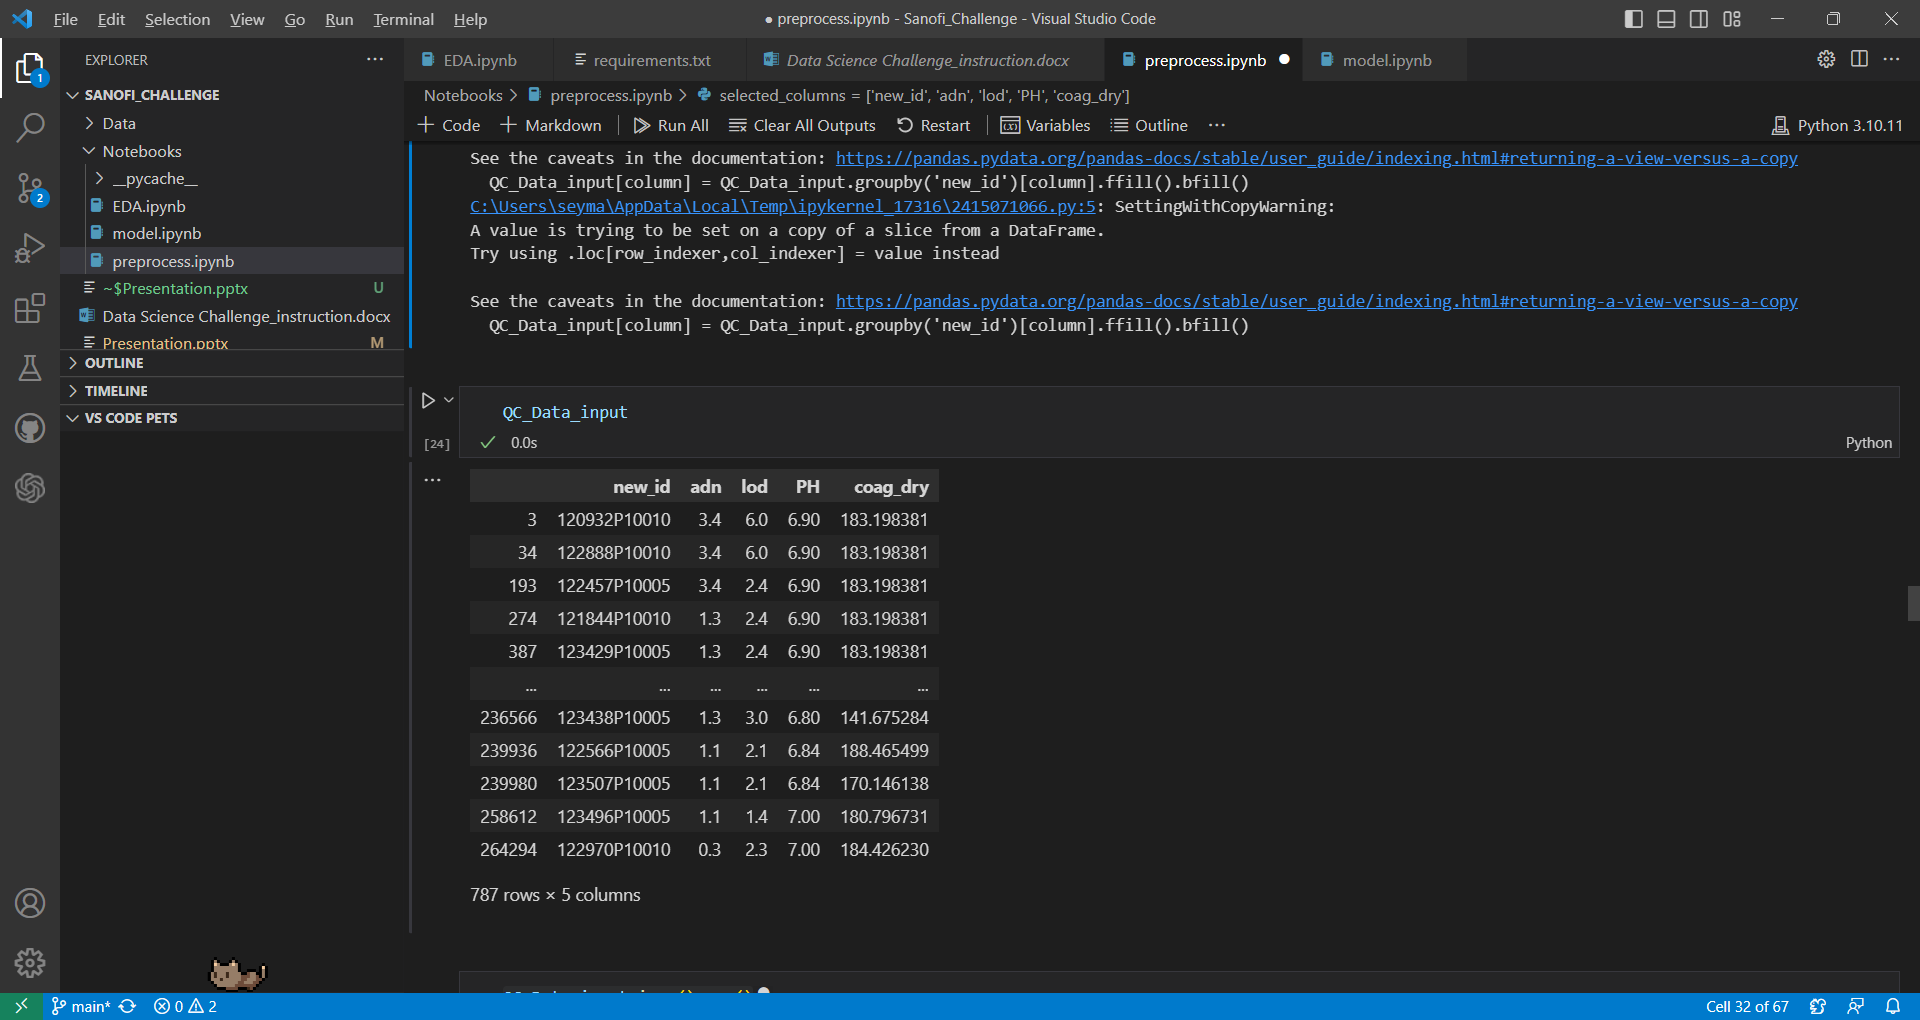 File Edit Selection View Go Run Terminal Help
● preprocess.ipynb - Sanofi_Challenge - Visual Studio Code
EXPLORER ...
1
2
SANOFI_CHALLENGE
Data
Notebooks
__pycache__
EDA.ipynb
model.ipynb
preprocess.ipynb
~$Presentation.pptx U
Data Science Challenge_instruction.docx
Presentation.pptx M
OUTLINE
TIMELINE
VS CODE PETS
EDA.ipynb requirements.txt Data Science Challenge_instruction.docx preprocess.ipynb ● model.ipynb
Notebooks > preprocess.ipynb > selected_columns = ['new_id', 'adn', 'lod', 'PH', 'coag_dry']
+ Code + Markdown | Run All Clear All Outputs Restart | Variables Outline ... Python 3.10.11
See the caveats in the documentation: https://pandas.pydata.org/pandas-docs/stable/user_guide/indexing.html#returning-a-view-versus-a-copy
QC_Data_input[column] = QC_Data_input.groupby('new_id')[column].ffill().bfill()
C:\Users\seyma\AppData\Local\Temp\ipykernel_17316\2415071066.py:5: SettingWithCopyWarning:
A value is trying to be set on a copy of a slice from a DataFrame.
Try using .loc[row_indexer,col_indexer] = value instead
See the caveats in the documentation: https://pandas.pydata.org/pandas-docs/stable/user_guide/indexing.html#returning-a-view-versus-a-copy
QC_Data_input[column] = QC_Data_input.groupby('new_id')[column].ffill().bfill()
QC_Data_input
[24] 0.0s Python
...
new_id adn lod PH coag_dry
3 120932P10010 3.4 6.0 6.90 183.198381
34 122888P10010 3.4 6.0 6.90 183.198381
193 122457P10005 3.4 2.4 6.90 183.198381
274 121844P10010 1.3 2.4 6.90 183.198381
387 123429P10005 1.3 2.4 6.90 183.198381
... ... ... ... ... ...
236566 123438P10005 1.3 3.0 6.80 141.675284
239936 122566P10005 1.1 2.1 6.84 188.465499
239980 123507P10005 1.1 2.1 6.84 170.146138
258612 123496P10005 1.1 1.4 7.00 180.796731
264294 122970P10010 0.3 2.3 7.00 184.426230
787 rows × 5 columns
main* 0 2 Cell 32 of 67